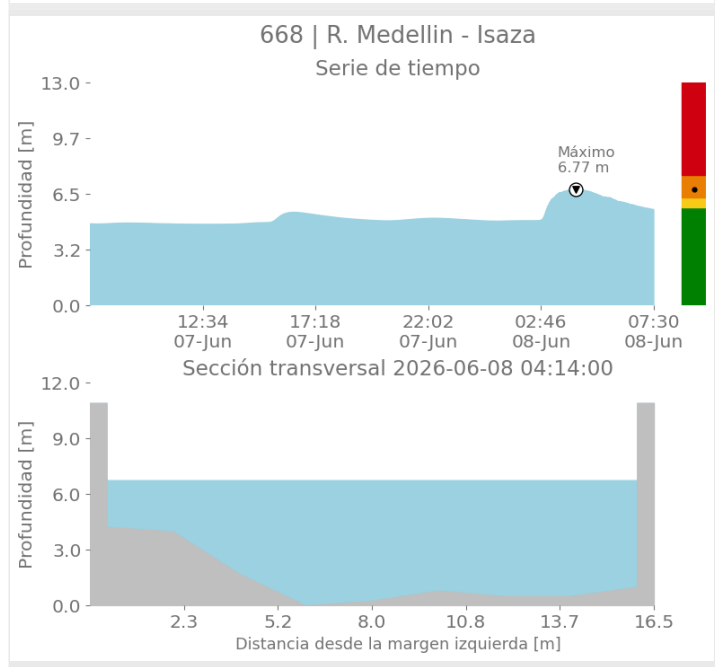 668 | R. Medellin - Isaza
Serie de tiempo
13.0
9.7
6.5
3.2
0.0
Profundidad [m]
Máximo
6.77 m
12:34
07-Jun
17:18
07-Jun
22:02
07-Jun
02:46
08-Jun
07:30
08-Jun
Sección transversal 2026-06-08 04:14:00
12.0
9.0
6.0
3.0
0.0
Profundidad [m]
2.3
5.2
8.0
10.8
13.7
16.5
Distancia desde la margen izquierda [m]